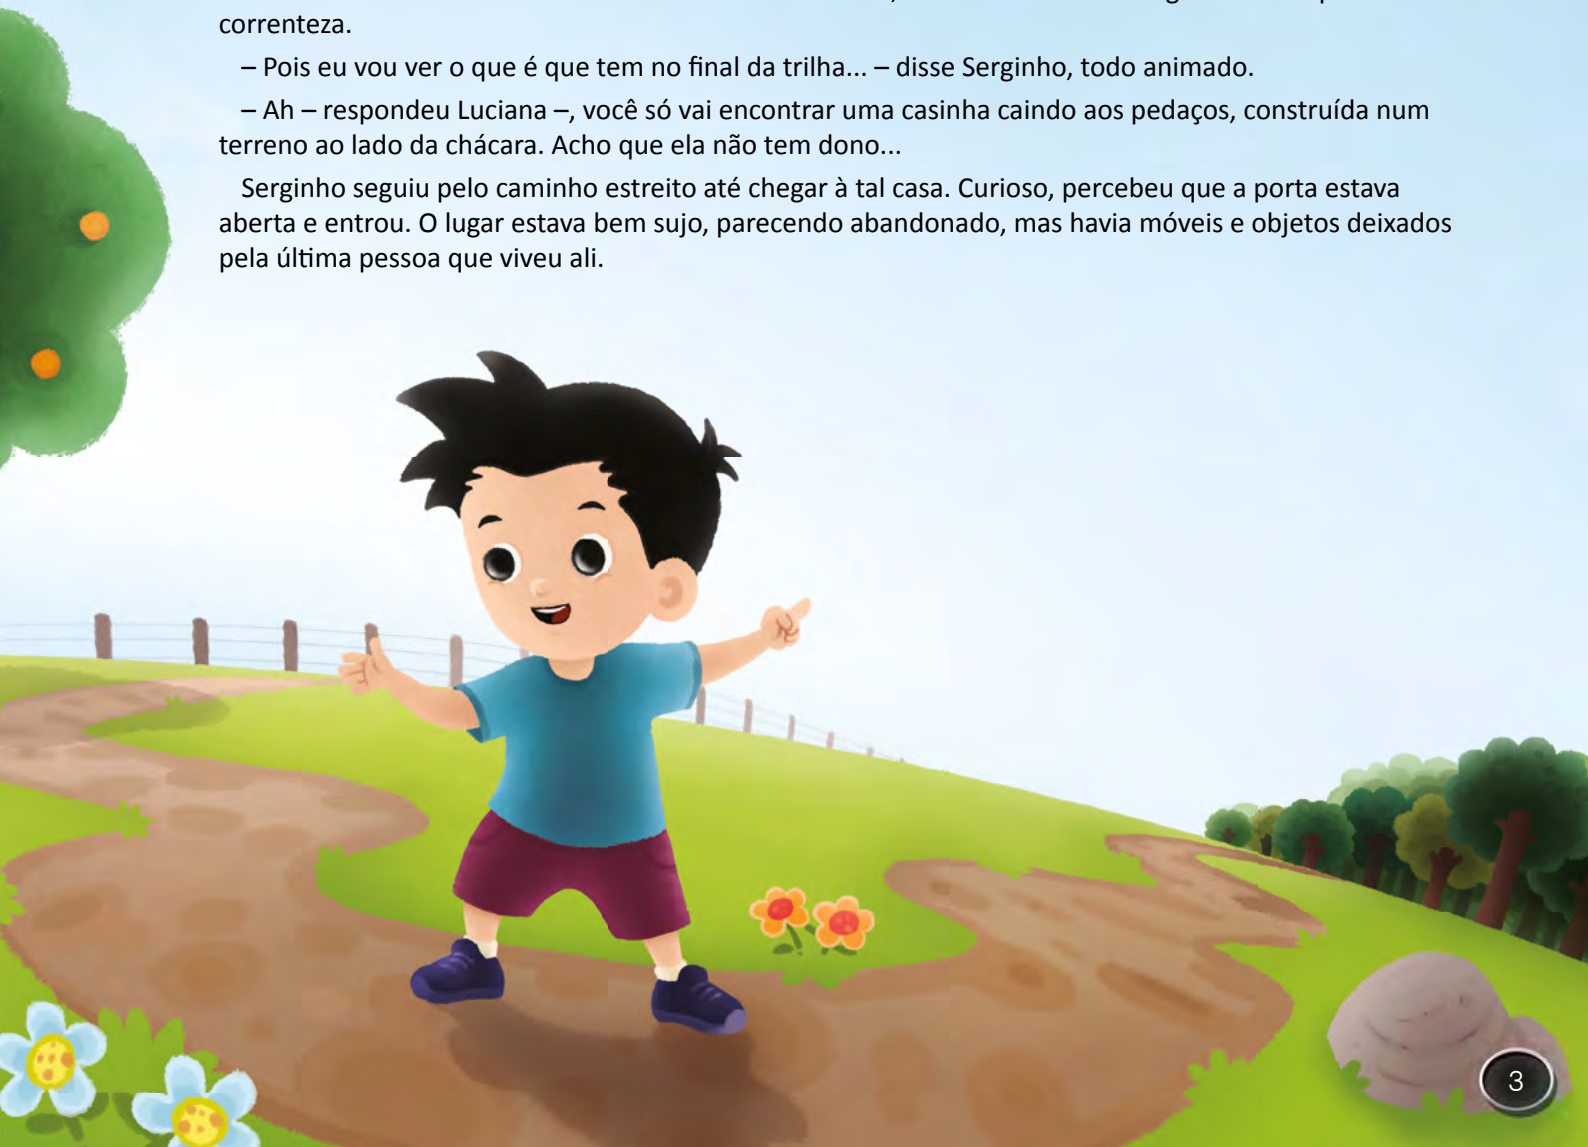 correnteza.
– Pois eu vou ver o que é que tem no final da trilha... – disse Serginho, todo animado.
– Ah – respondeu Luciana –, você só vai encontrar uma casinha caindo aos pedaços, construída num
terreno ao lado da chácara. Acho que ela não tem dono...
Serginho seguiu pelo caminho estreito até chegar à tal casa. Curioso, percebeu que a porta estava
aberta e entrou. O lugar estava bem sujo, parecendo abandonado, mas havia móveis e objetos deixados
pela última pessoa que viveu ali.
3